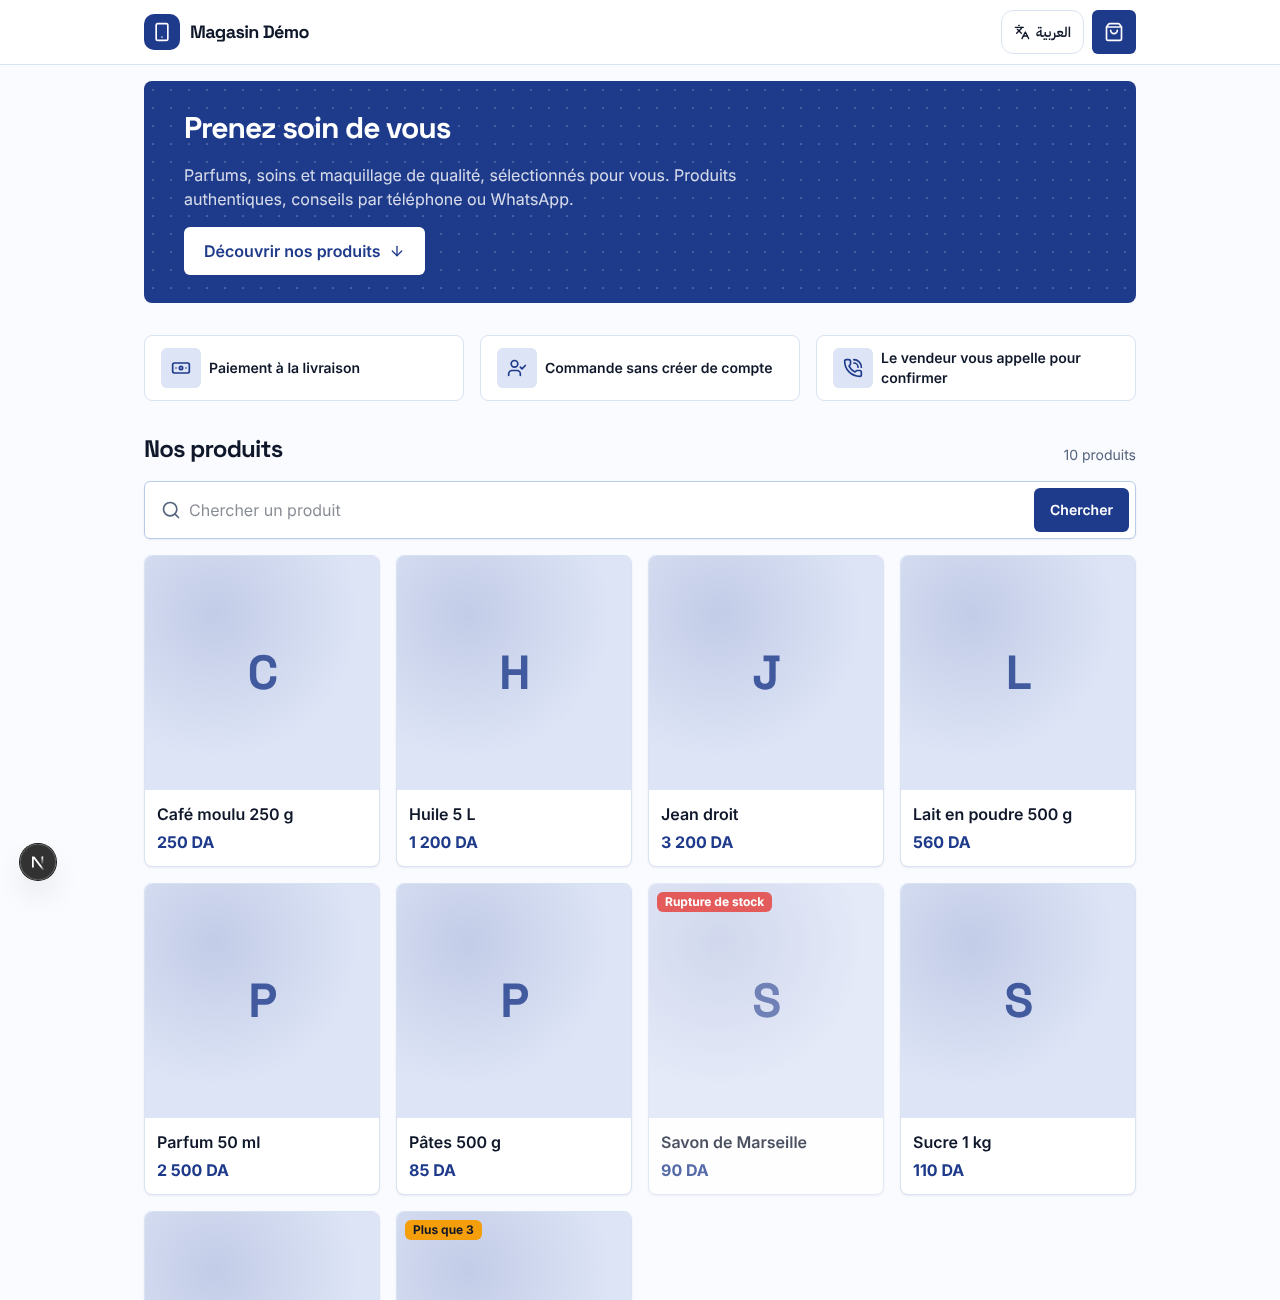 Magasin Démo
العربية
Prenez soin de vous
Parfums, soins et maquillage de qualité, sélectionnés pour vous. Produits
authentiques, conseils par téléphone ou WhatsApp.
Découvrir nos produits
Paiement à la livraison
Commande sans créer de compte
Le vendeur vous appelle pour
confirmer
Nos produits
10 produits
Chercher un produit
Chercher
C
H
J
L
Café moulu 250 g
250 DA
Huile 5 L
1 200 DA
Jean droit
3 200 DA
Lait en poudre 500 g
560 DA
N
P
P
Rupture de stock
S
S
Parfum 50 ml
2 500 DA
Pâtes 500 g
85 DA
Savon de Marseille
90 DA
Sucre 1 kg
110 DA
Plus que 3